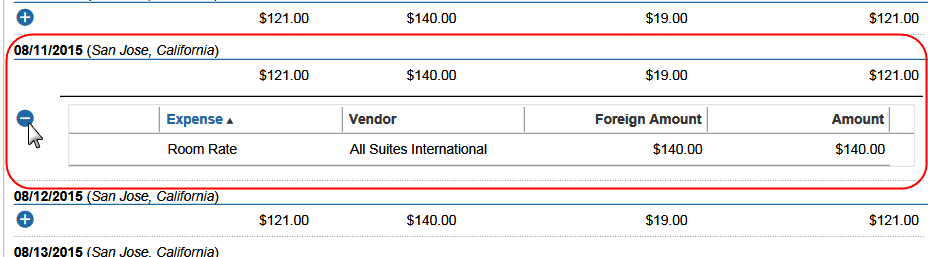 $121.00 $140.00 $19.00 $121.00
08/11/2015 (San Jose, California)
$121.00 $140.00 $19.00 $121.00
Expense ▲ Vendor Foreign Amount Amount
Room Rate All Suites International $140.00 $140.00
08/12/2015 (San Jose, California)
$121.00 $140.00 $19.00 $121.00
08/13/2015 (San Jose, California)